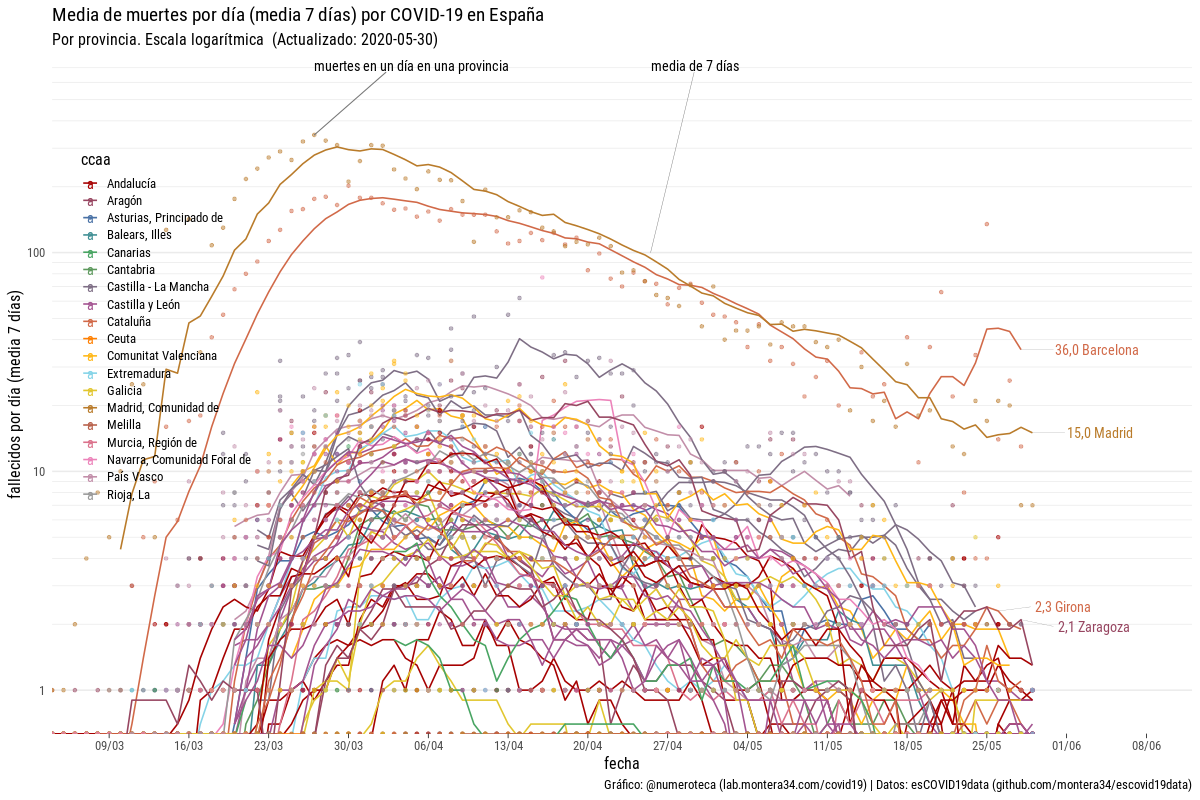 Media de muertes por día (media 7 días) por COVID-19 en España
Por provincia. Escala logarítmica (Actualizado: 2020-05-30)
muertes en un día en una provincia
media de 7 días
ccaa
Andalucía
Aragón
Asturias, Principado de
Balears, Illes
Canarias
Cantabria
Castilla - La Mancha
Castilla y León
Cataluña
Ceuta
Comunitat Valenciana
Extremadura
Galicia
Madrid, Comunidad de
Melilla
Murcia, Región de
Navarra, Comunidad Foral de
País Vasco
Rioja, La
fallecidos por día (media 7 días)
100
10
1
36,0 Barcelona
15,0 Madrid
2,3 Girona
2,1 Zaragoza
09/03 16/03 23/03 30/03 06/04 13/04 20/04 27/04 04/05 11/05 18/05 25/05 01/06 08/06
fecha
Gráfico: @numeroteca (lab.montera34.com/covid19) | Datos: esCOVID19data (github.com/montera34/escovid19data)